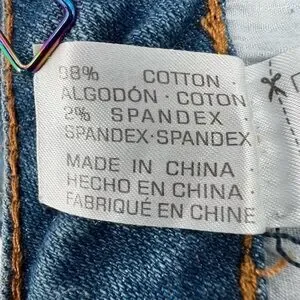 98% COTTON
ALGODÓN · COTON
2% SPANDEX
SPANDEX·SPANDEX
MADE IN CHINA
HECHO EN CHINA
FABRIQUÉ EN CHINE